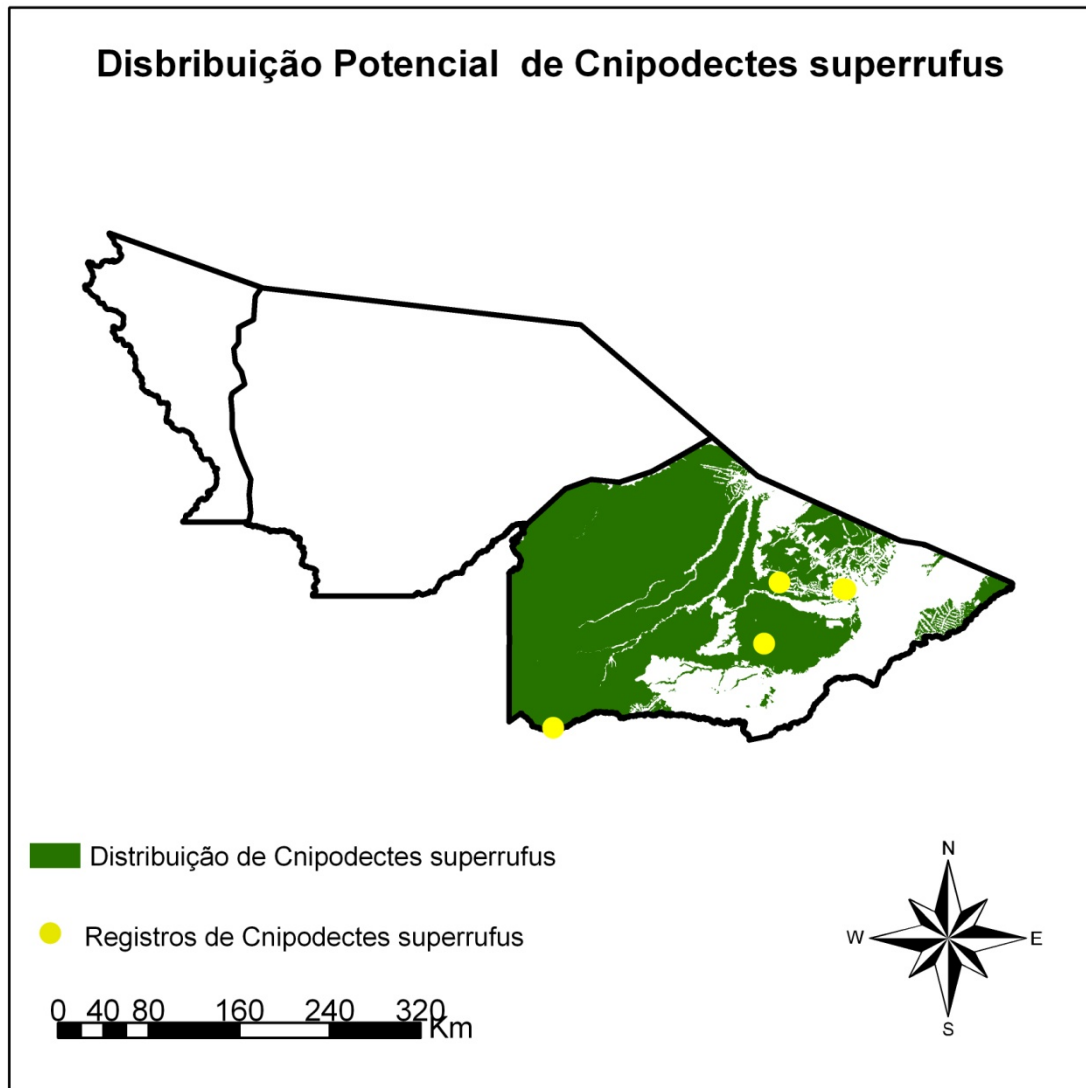 Disbribuição Potencial de Cnipodectes superrufus
Distribuição de Cnipodectes superrufus
Registros de Cnipodectes superrufus
0 40 80 160 240 320
Km
N
W E
S